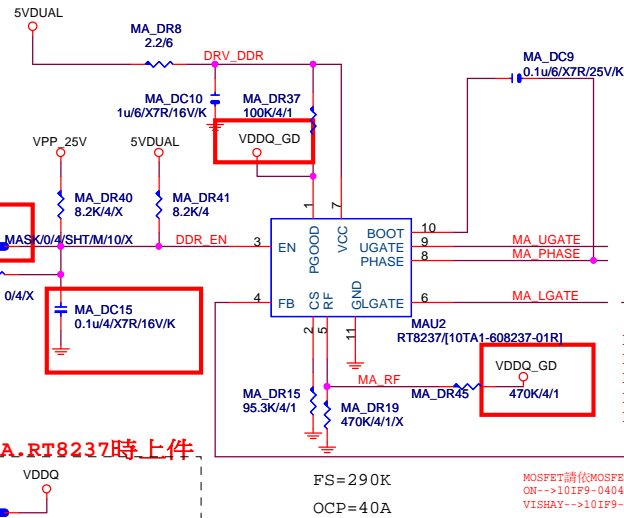 5VDUAL
MA_DR8
2.2/6
DRV_DDR
MA_DC9
0.1u/6/X7R/25V/K
MA_DC10
1u/6/X7R/16V/K
MA_DR37
100K/4/1
VPP_25V
5VDUAL
VDDQ_GD
MA_DR40
8.2K/4/X
MA_DR41
8.2K/4
1
7
MASK/0/4/SHT/M/10/X
DDR_EN
3
EN
PGOOD
VCC
BOOT
10
UGATE
9
MA_UGATE
PHASE
8
MA_PHASE
0/4/X
4
FB
CS
RF
GND
LGATE
6
MA_LGATE
MA_DC15
0.1u/4/X7R/16V/K
2
5
11
MAU2
RT8237/[10TA1-608237-01R]
VDDQ_GD
MA_RF
MA_DR15
95.3K/4/1
MA_DR45
470K/4/1
MA_DR19
470K/4/1/X
A.RT8237時上件
VDDQ
FS=290K
OCP=40A
MOSFET請依MOSFE
ON-->10IF9-0404
VISHAY-->10IF9-